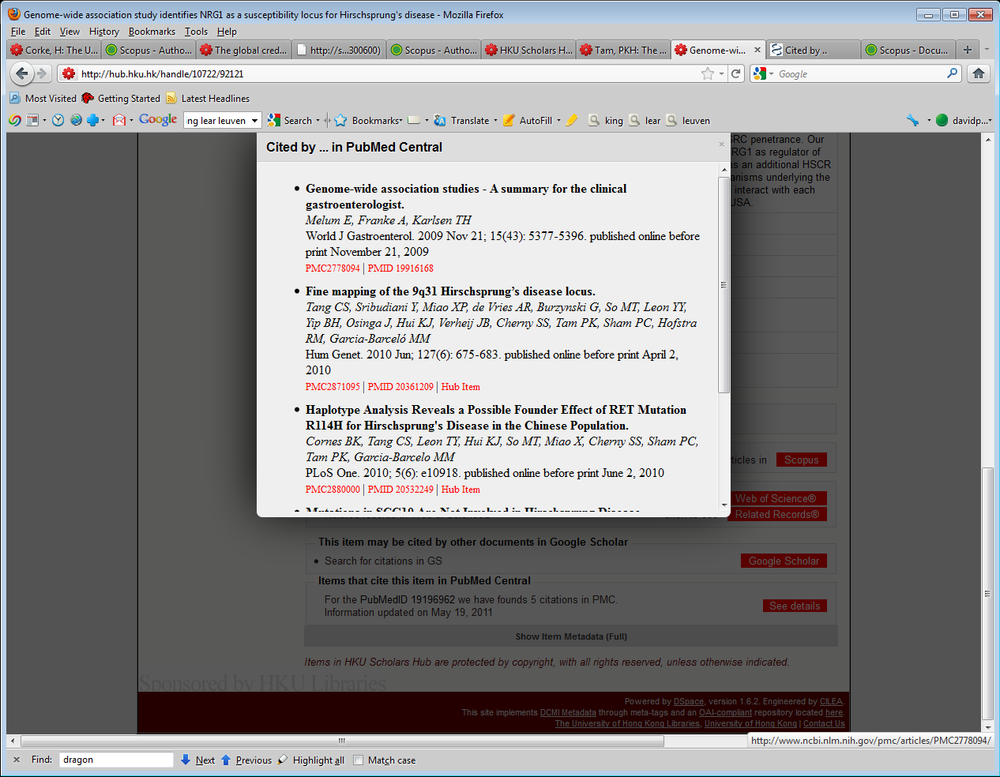 Genome-wide association study identifies NRG1 as a susceptibility locus for Hirschsprung's disease - Mozilla Firefox
File Edit View History Bookmarks Tools Help
Corke, H: The U... Scopus - Autho... The global cred... http://s...300600) Scopus - Autho... HKU Scholars H... Tam, PKH: The ... Genome-wi... Cited by .. Scopus - Docu...
http://hub.hku.hk/handle/10722/92121 Google
Most Visited Getting Started Latest Headlines
Google ng lear leuven Search Bookmarks Translate AutoFill king lear leuven davidp...
Cited by ... in PubMed Central
SRC penetrance. Our
NRG1 as regulator of
as an additional HSCR
anisms underlying the
interact with each
USA.
Genome-wide association studies - A summary for the clinical
gastroenterologist.
Melum E, Franke A, Karlsen TH
World J Gastroenterol. 2009 Nov 21; 15(43): 5377-5396. published online before
print November 21, 2009
PMC2778094 | PMID 19916168
Fine mapping of the 9q31 Hirschsprung’s disease locus.
Tang CS, Sribudiani Y, Miao XP, de Vries AR, Burzynski G, So MT, Leon YY,
Yip BH, Osinga J, Hui KJ, Verheij JB, Cherny SS, Tam PK, Sham PC, Hofstra
RM, Garcia-Barceló MM
Hum Genet. 2010 Jun; 127(6): 675-683. published online before print April 2,
2010
PMC2871095 | PMID 20361209 | Hub Item
Haplotype Analysis Reveals a Possible Founder Effect of RET Mutation
R114H for Hirschsprung's Disease in the Chinese Population.
Cornes BK, Tang CS, Leon TY, Hui KJ, So MT, Miao X, Cherny SS, Sham PC,
Tam PK, Garcia-Barcelo MM
PLoS One. 2010; 5(6): e10918. published online before print June 2, 2010
PMC2880000 | PMID 20532249 | Hub Item
Mutations in SCG10 Are Not Involved in Hirschsprung Disease
ticles in Scopus
Web of Science®
Related Records®
This item may be cited by other documents in Google Scholar
Search for citations in GS Google Scholar
Items that cite this item in PubMed Central
For the PubMedID 19196962 we have founds 5 citations in PMC.
Information updated on May 19, 2011
See details
Show Item Metadata (Full)
Items in HKU Scholars Hub are protected by copyright, with all rights reserved, unless otherwise indicated.
Sponsored by HKU Libraries
Powered by DSpace, version 1.6.2. Engineered by CILEA.
This site implements DCMI Metadata through meta-tags and an OAI-compliant repository located here.
The University of Hong Kong Libraries, University of Hong Kong | Contact Us
http://www.ncbi.nlm.nih.gov/pmc/articles/PMC2778094/
Find: dragon Next Previous Highlight all Match case